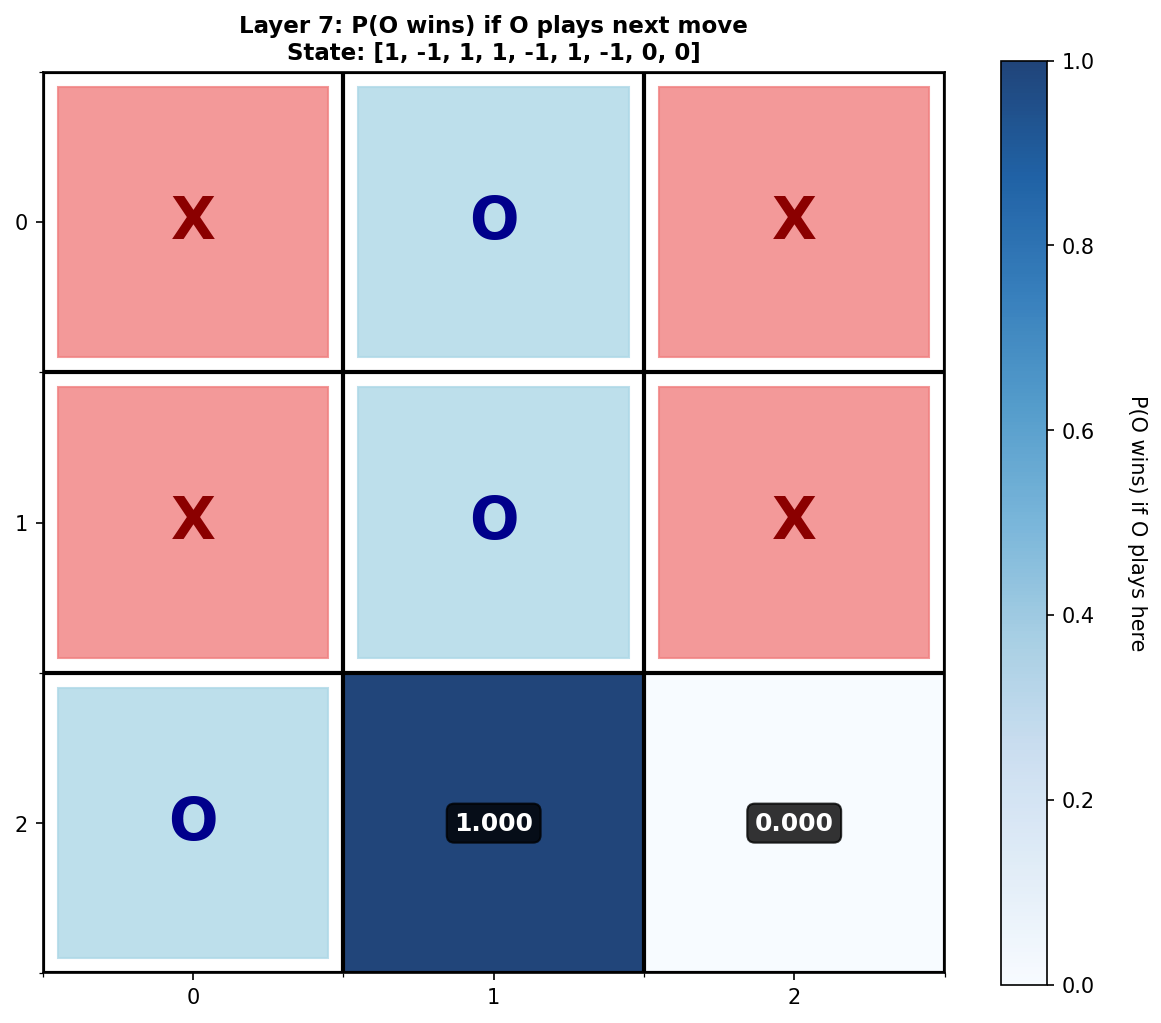 Layer 7: P(O wins) if O plays next move
State: [1, -1, 1, 1, -1, 1, -1, 0, 0]
0
X
O
X
1
X
O
X
2
O
1.000
0.000
0
1
2
1.0
0.8
0.6
0.4
0.2
0.0
P(O wins) if O plays here